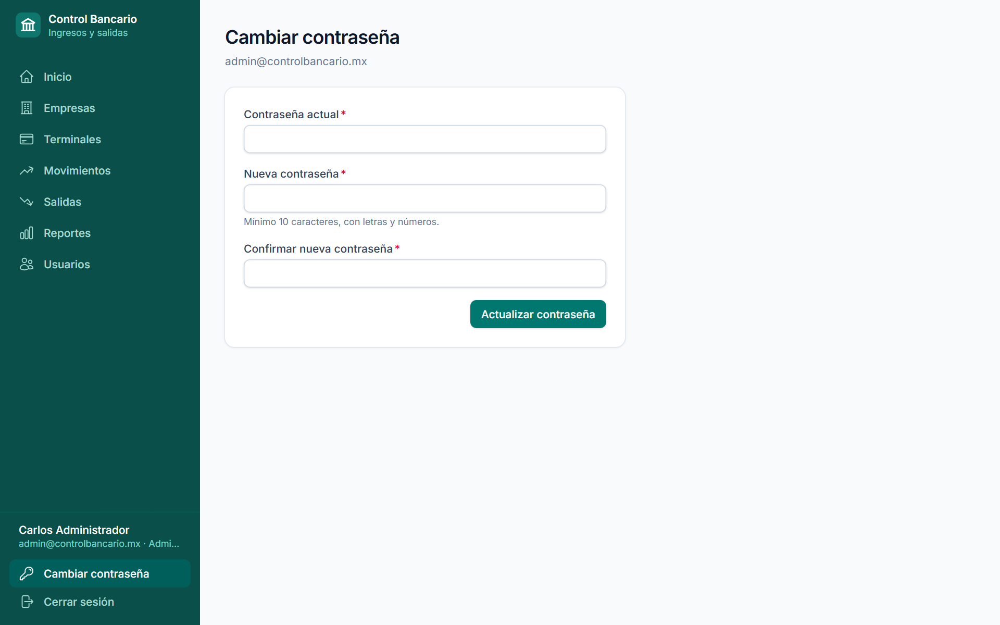 Control Bancario
Ingresos y salidas
Inicio
Empresas
Terminales
Movimientos
Salidas
Reportes
Usuarios
Carlos Administrador
admin@controlbancario.mx · Admi...
Cambiar contraseña
Cerrar sesión
Cambiar contraseña
admin@controlbancario.mx
Contraseña actual *
Nueva contraseña *
Mínimo 10 caracteres, con letras y números.
Confirmar nueva contraseña *
Actualizar contraseña